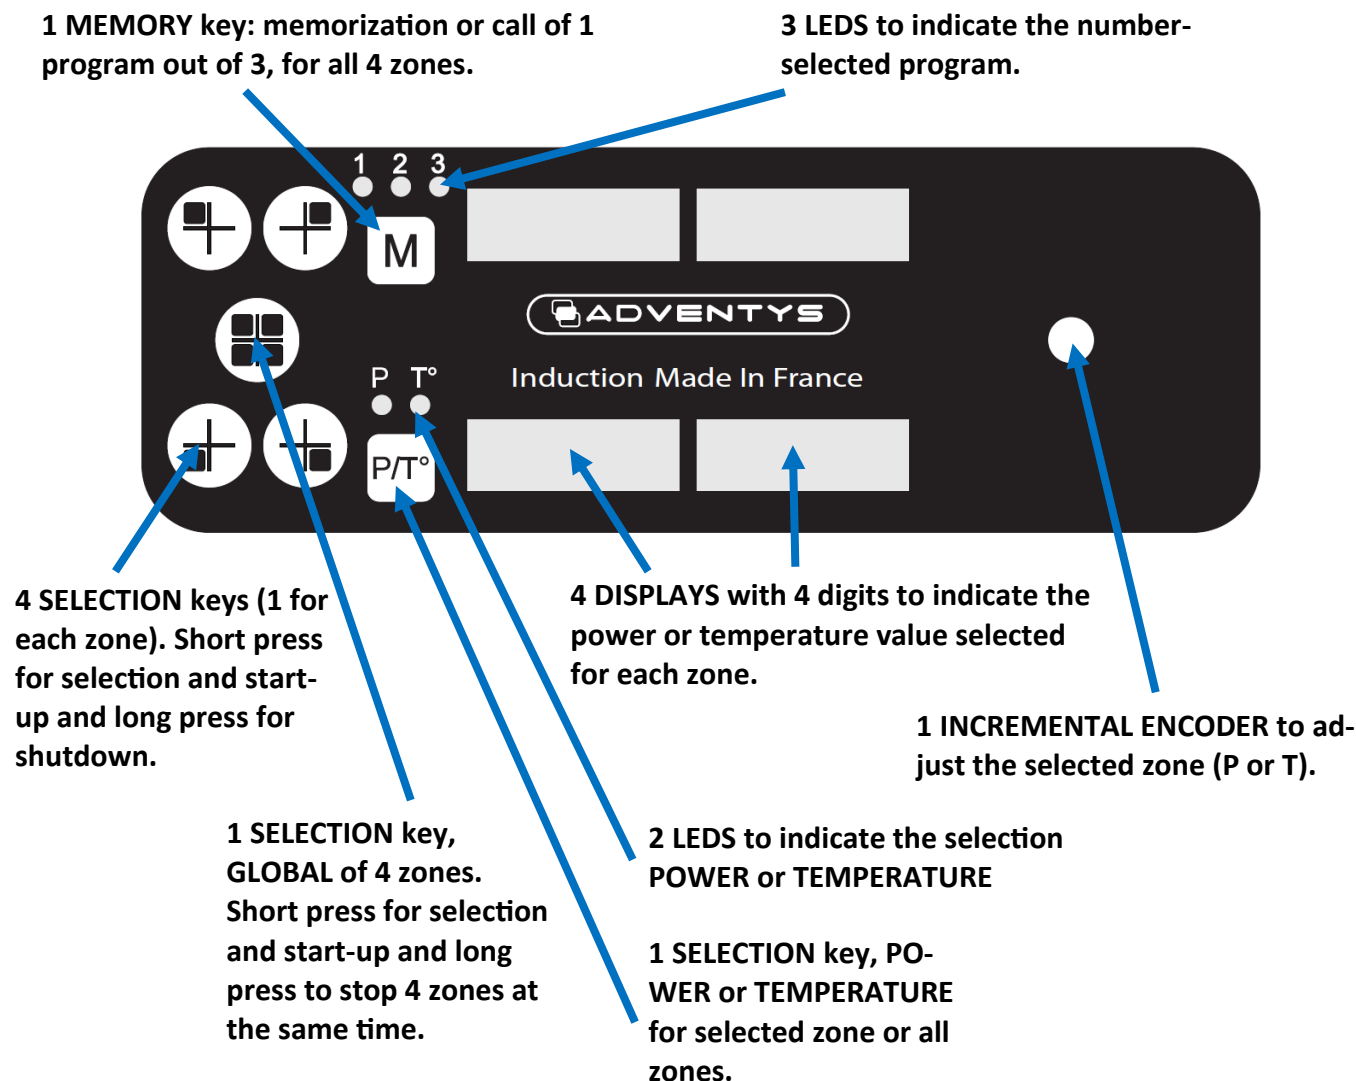 1 MEMORY key: memorization or call of 1
program out of 3, for all 4 zones.
3 LEDS to indicate the number-
selected program.
1 2 3
M
ADVENTYS
Induction Made In France
P T°
P/T°
4 SELECTION keys (1 for
each zone). Short press
for selection and start-
up and long press for
shutdown.
4 DISPLAYS with 4 digits to indicate the
power or temperature value selected
for each zone.
1 INCREMENTAL ENCODER to ad-
just the selected zone (P or T).
1 SELECTION key,
GLOBAL of 4 zones.
Short press for selection
and start-up and long
press to stop 4 zones at
the same time.
2 LEDS to indicate the selection
POWER or TEMPERATURE
1 SELECTION key, PO-
WER or TEMPERATURE
for selected zone or all
zones.